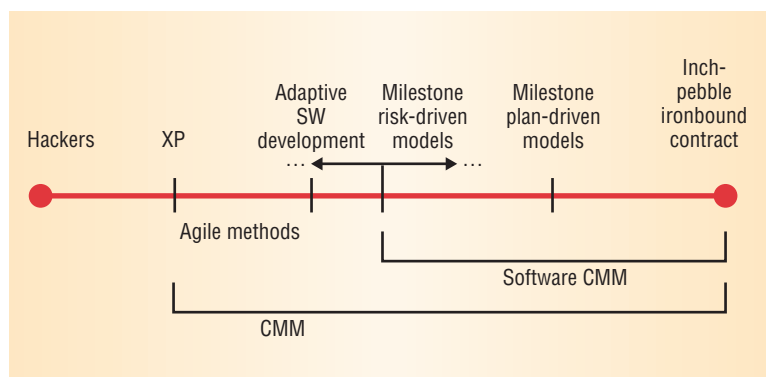 Hackers
XP
Adaptive
SW
development
Milestone
risk-driven
models
Milestone
plan-driven
models
Inch-
pebble
ironbound
contract
...
...
Agile methods
Software CMM
CMM